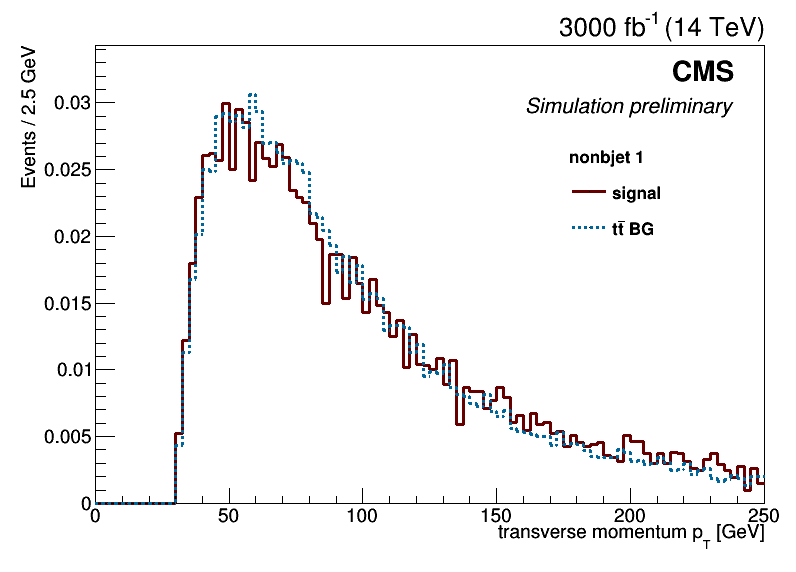 3000 fb⁻¹ (14 TeV)
CMS
Simulation preliminary
nonbjet 1
signal
tt̄ BG
Events / 2.5 GeV
0.03
0.025
0.02
0.015
0.01
0.005
0
0 50 100 150 200 250
transverse momentum p_T [GeV]